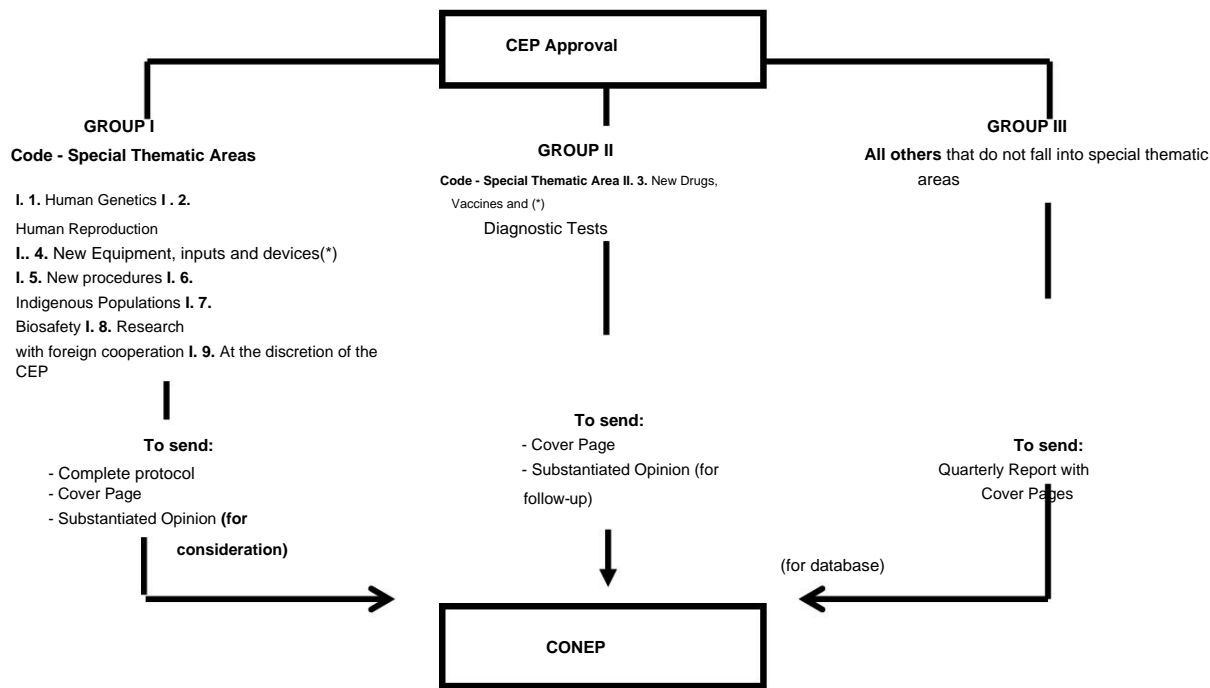 CEP Approval
GROUP I
Code - Special Thematic Areas
I. 1. Human Genetics I . 2.
Human Reproduction
I.. 4. New Equipment, inputs and devices(*)
I. 5. New procedures I. 6.
Indigenous Populations I. 7.
Biosafety I. 8. Research
with foreign cooperation I. 9. At the discretion of the
CEP
To send:
- Complete protocol
- Cover Page
- Substantiated Opinion (for
consideration)
GROUP II
Code - Special Thematic Area II. 3. New Drugs,
Vaccines and (*)
Diagnostic Tests
To send:
- Cover Page
- Substantiated Opinion (for
follow-up)
GROUP III
All others that do not fall into special thematic
areas
To send:
Quarterly Report with
Cover Pages
(for database)
CONEP